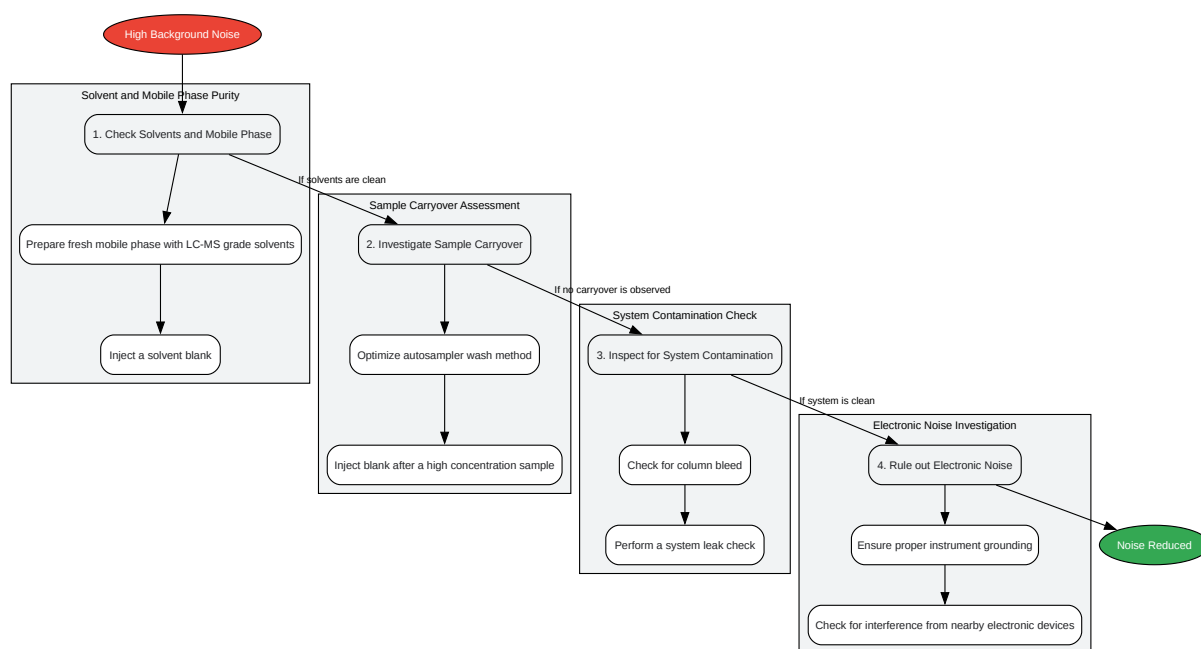 High Background Noise
Solvent and Mobile Phase Purity
1. Check Solvents and Mobile Phase
If solvents are clean
Prepare fresh mobile phase with LC-MS grade solvents
Inject a solvent blank
Sample Carryover Assessment
2. Investigate Sample Carryover
If no carryover is observed
Optimize autosampler wash method
Inject blank after a high concentration sample
System Contamination Check
3. Inspect for System Contamination
If system is clean
Check for column bleed
Perform a system leak check
Electronic Noise Investigation
4. Rule out Electronic Noise
Ensure proper instrument grounding
Check for interference from nearby electronic devices
Noise Reduced